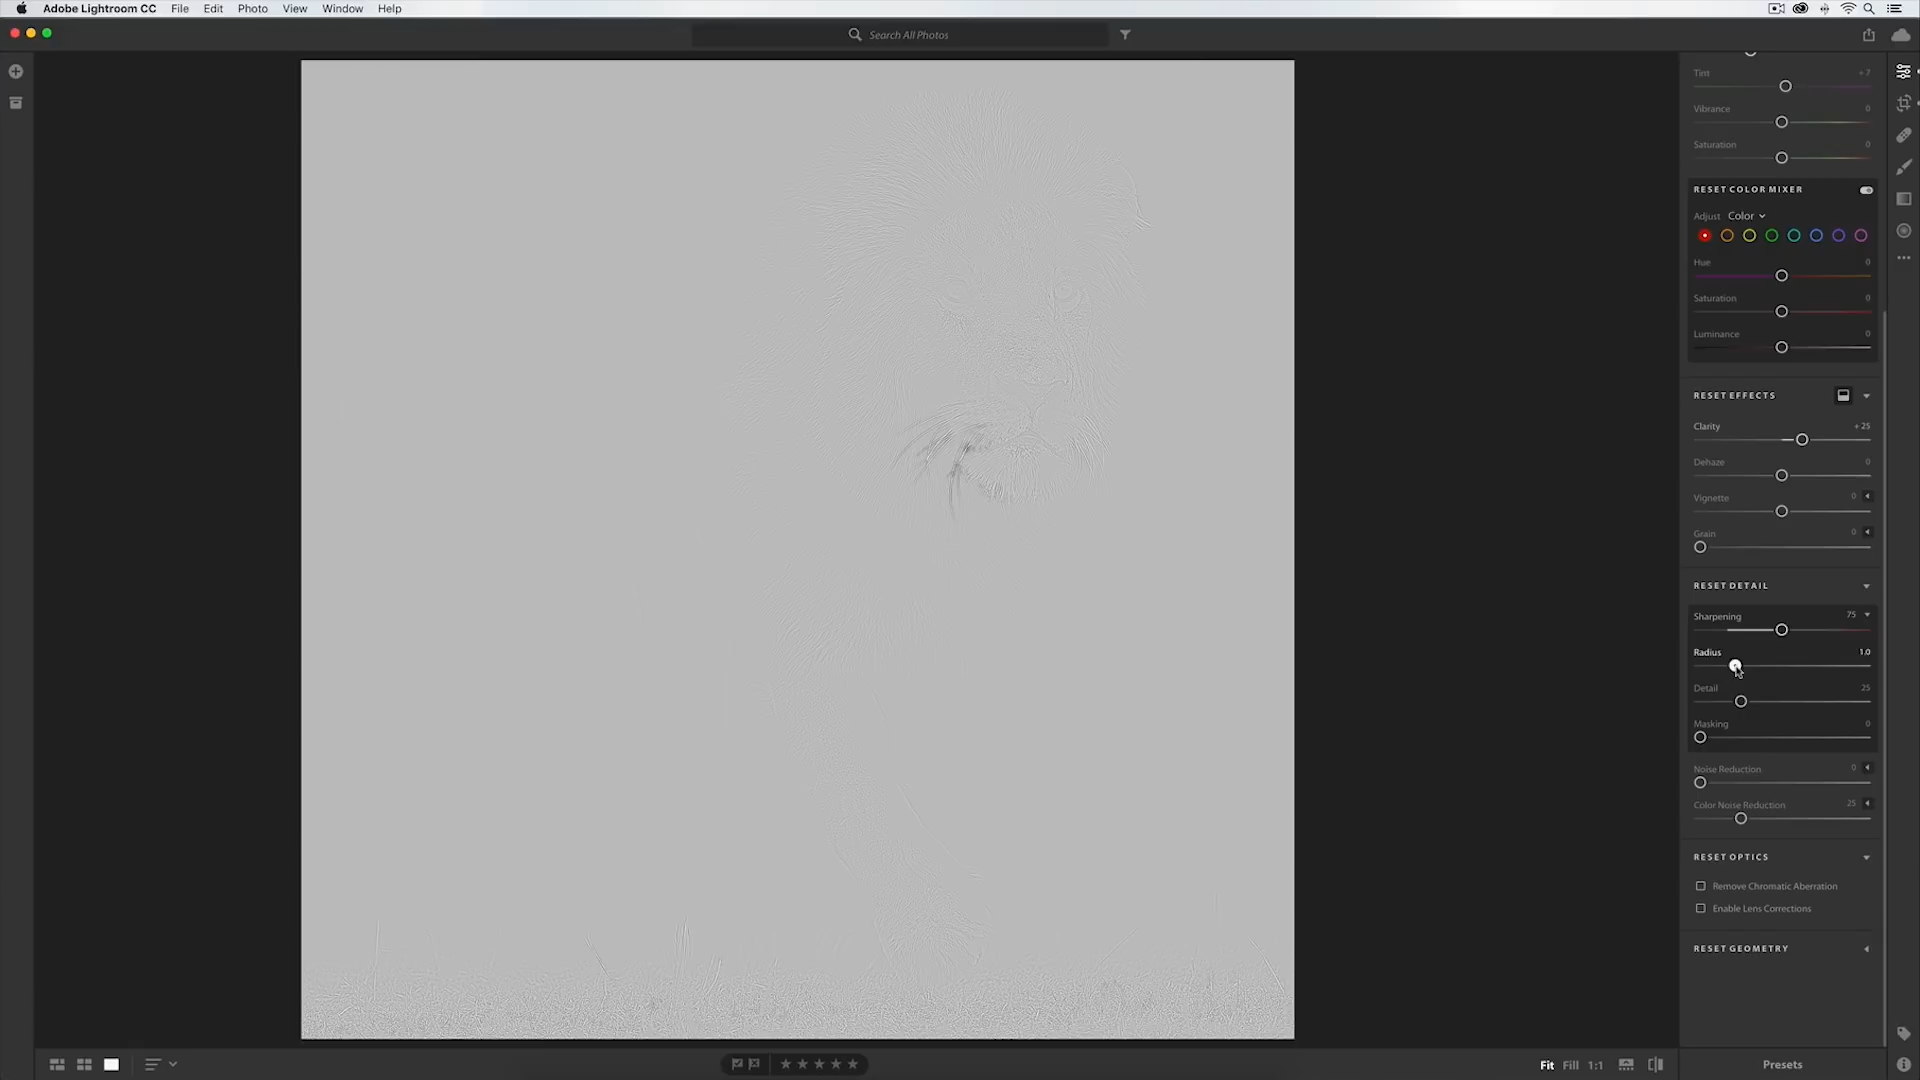 Adobe Lightroom CC File Edit Photo View Window Help
Search All Photos
Tint +7
Vibrance 0
Saturation 0
RESET COLOR MIXER
Adjust Color
Hue 0
Saturation 0
Luminance 0
RESET EFFECTS
Clarity +25
Dehaze 0
Vignette 0
Grain 0
RESET DETAIL
Sharpening 75
Radius 1.0
Detail 25
Masking 0
Noise Reduction 0
Color Noise Reduction 25
RESET OPTICS
Remove Chromatic Aberration
Enable Lens Corrections
RESET GEOMETRY
Fit Fill 1:1 Presets